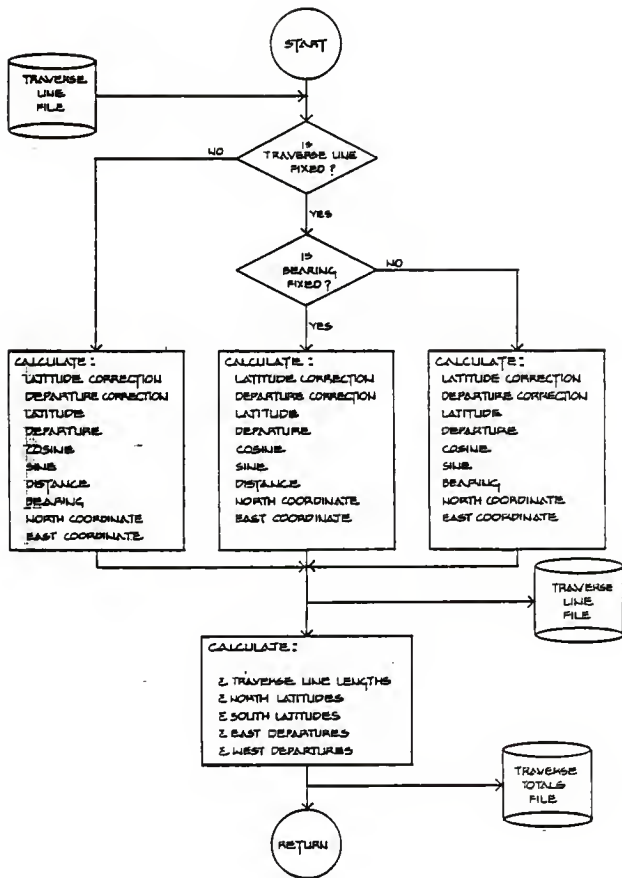 START
TRAVERSE
LINE
FILE
IS
TRAVERSE LINE
FIXED?
NO
YES
IS
BEARING
FIXED?
NO
YES
CALCULATE:
LATITUDE CORRECTION
DEPARTURE CORRECTION
LATITUDE
DEPARTURE
COSINE
SINE
DISTANCE
BEARING
NORTH COORDINATE
EAST COORDINATE
CALCULATE:
LATITUDE CORRECTION
DEPARTURE CORRECTION
LATITUDE
DEPARTURE
COSINE
SINE
DISTANCE
NORTH COORDINATE
EAST COORDINATE
CALCULATE:
LATITUDE CORRECTION
DEPARTURE CORRECTION
LATITUDE
DEPARTURE
COSINE
SINE
BEARING
NORTH COORDINATE
EAST COORDINATE
TRAVERSE
LINE
FILE
CALCULATE:
Σ TRAVERSE LINE LENGTHS
Σ NORTH LATITUDES
Σ SOUTH LATITUDES
Σ EAST DEPARTURES
Σ WEST DEPARTURES
TRAVERSE
TOTALS
FILE
RETURN